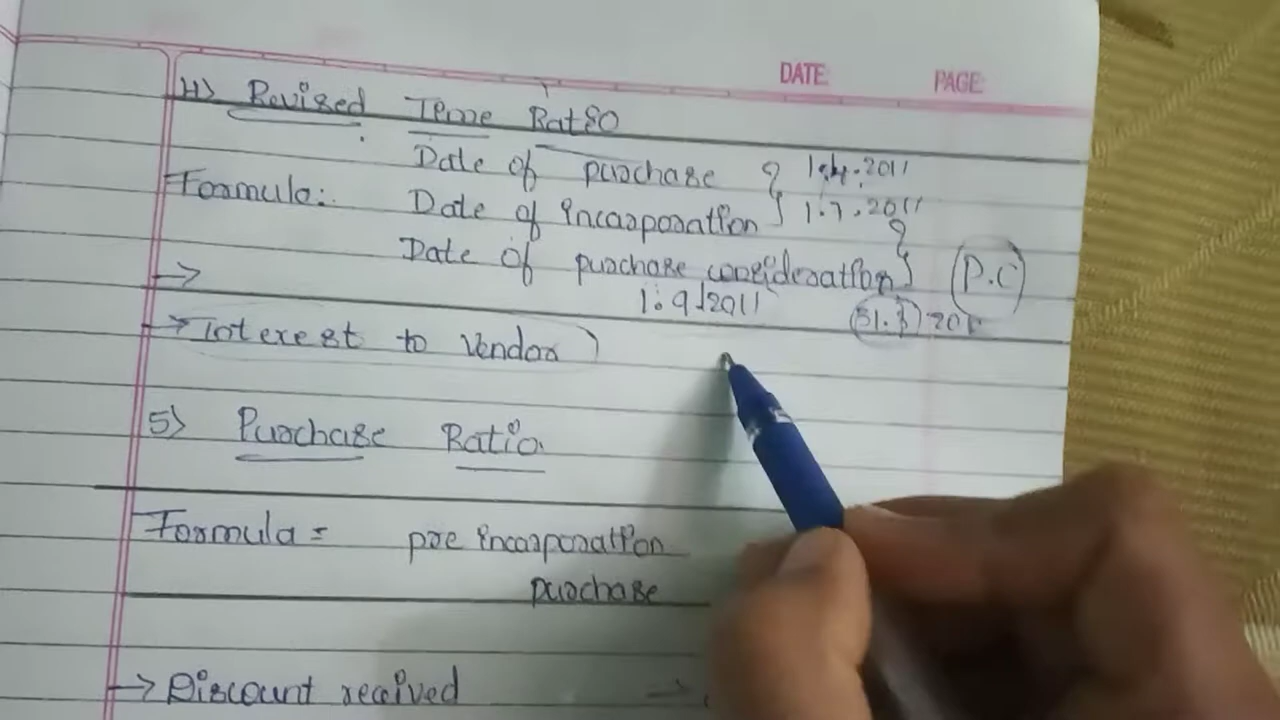 DATE: PAGE:
4) Revised Time Ratio
Date of purchase } 1.4.2011
Formula:. Date of incorporation } 1.7.2011
Date of purchase consideration } (P.C)
→ 1.9.2011 31.3.201
→ Interest to Vendor )
5) Purchase Ratio.
Formula = pre incorporation
purchase
→ Discount received →